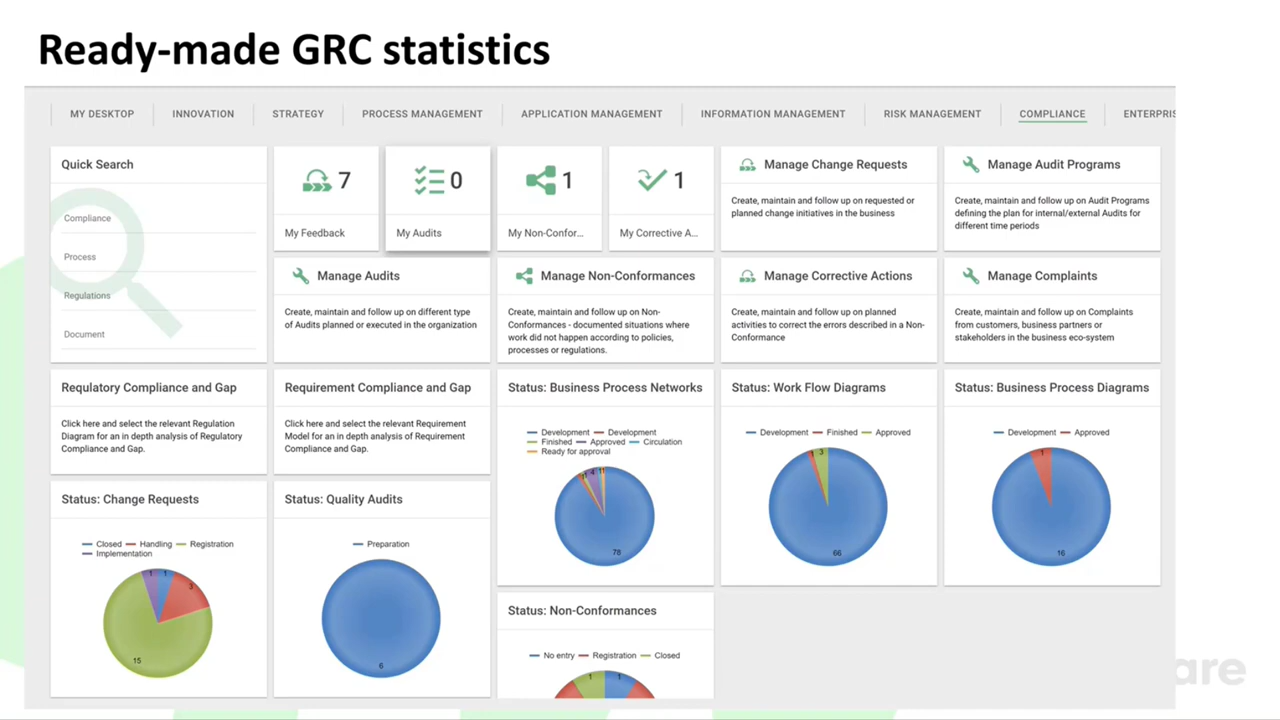 Ready-made GRC statistics
MY DESKTOP
INNOVATION
STRATEGY
PROCESS MANAGEMENT
APPLICATION MANAGEMENT
INFORMATION MANAGEMENT
RISK MANAGEMENT
COMPLIANCE
ENTERPRIS
Quick Search
Compliance
Process
Regulations
Document
7
My Feedback
0
My Audits
1
My Non-Confor...
1
My Corrective A...
Manage Change Requests
Create, maintain and follow up on requested or
planned change initiatives in the business
Manage Audit Programs
Create, maintain and follow up on Audit Programs
defining the plan for internal/external Audits for
different time periods
Manage Audits
Create, maintain and follow up on different type
of Audits planned or executed in the organization
Manage Non-Conformances
Create, maintain and follow up on Non-
Conformances - documented situations where
work did not happen according to policies,
processes or regulations.
Manage Corrective Actions
Create, maintain and follow up on planned
activities to correct the errors described in a Non-
Conformance
Manage Complaints
Create, maintain and follow up on Complaints
from customers, business partners or
stakeholders in the business eco-system
Requlatory Compliance and Gap
Click here and select the relevant Regulation
Diagram for an in depth analysis of Regulatory
Compliance and Gap.
Requirement Compliance and Gap
Click here and select the relevant Requirement
Model for an in depth analysis of Requirement
Compliance and Gap.
Status: Business Process Networks
Development Development
Finished Approved Circulation
Ready for approval
4
78
Status: Work Flow Diagrams
Development Finished Approved
1 3
66
Status: Business Process Diagrams
Development Approved
1
16
Status: Change Requests
Closed Handling Registration
Implementation
1 1 3
15
Status: Quality Audits
Preparation
6
Status: Non-Conformances
No entry Registration Closed
1 1
are